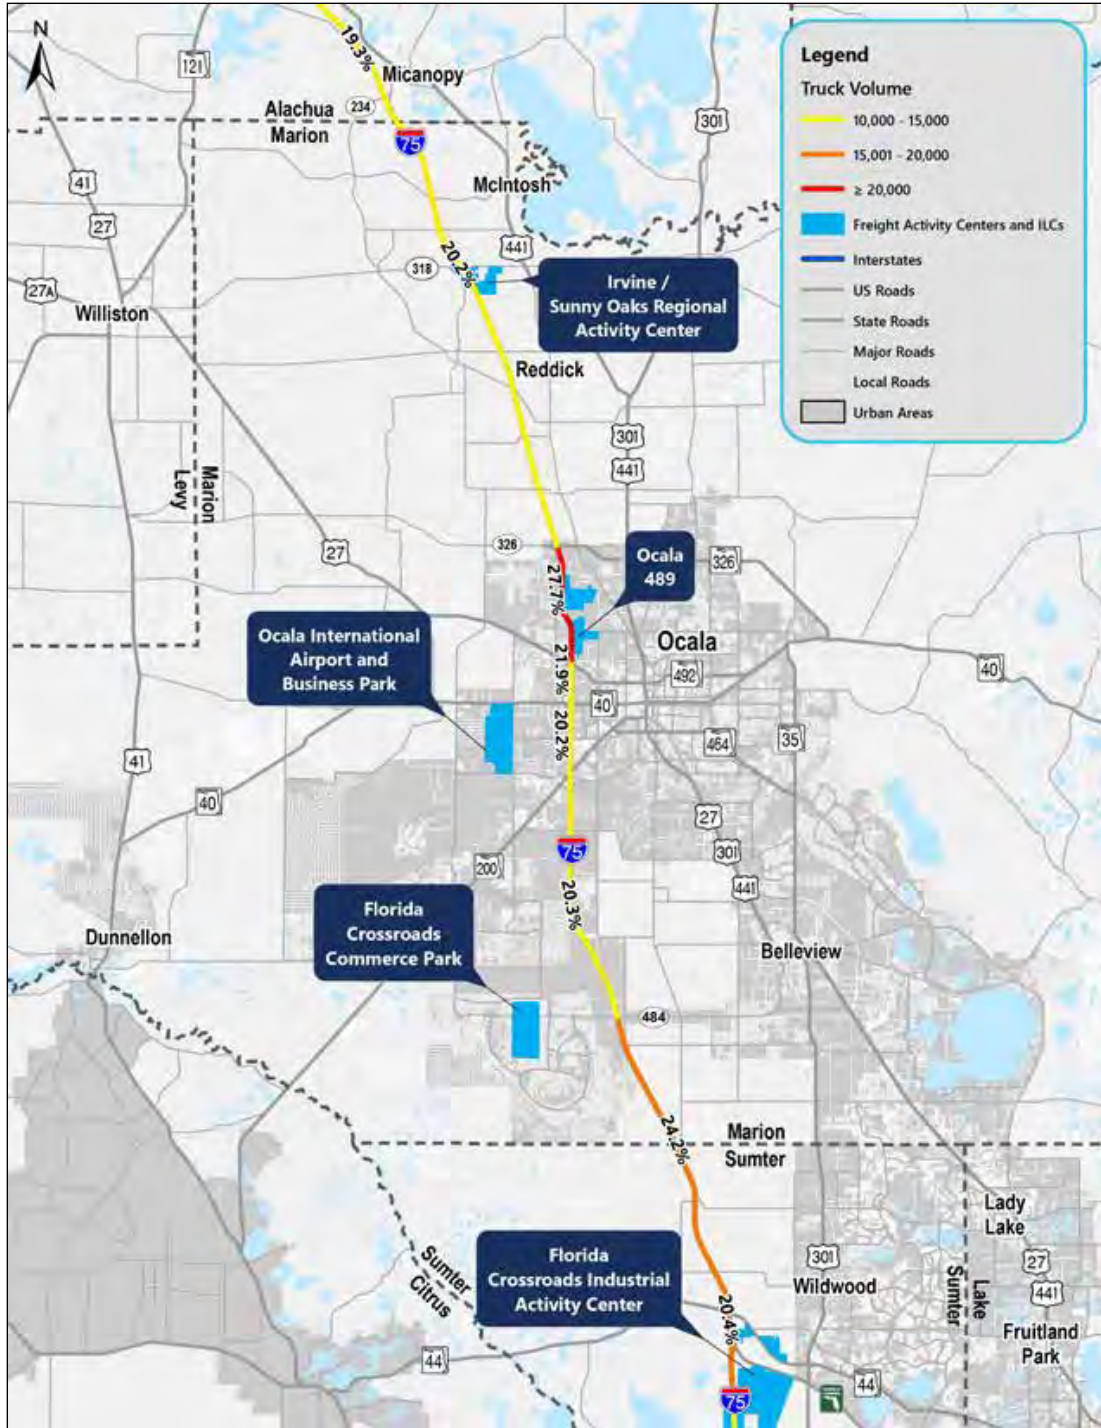 N
19.3%
Micanopy
121
234
Alachua
Marion
75
301
41
McIntosh
27
441
20.2%
318
27A
Williston
Irvine /
Sunny Oaks Regional
Activity Center
Reddick
301
441
Marion
Levy
27
326
326
Ocala
489
27.7%
Ocala International
Airport and
Business Park
Ocala
21.9%
492
40
40
20.2%
464
35
41
40
27
301
441
75
200
20.3%
Florida
Crossroads
Commerce Park
Dunnellon
Belleview
484
24.2%
Marion
Sumter
Lady
Lake
Sumter
Citrus
Florida
Crossroads Industrial
Activity Center
301
Wildwood
Lake
Sumter
27
441
20.4%
Fruitland
Park
44
44
75
Legend
Truck Volume
10,000 - 15,000
15,001 - 20,000
≥ 20,000
Freight Activity Centers and ILCs
Interstates
US Roads
State Roads
Major Roads
Local Roads
Urban Areas